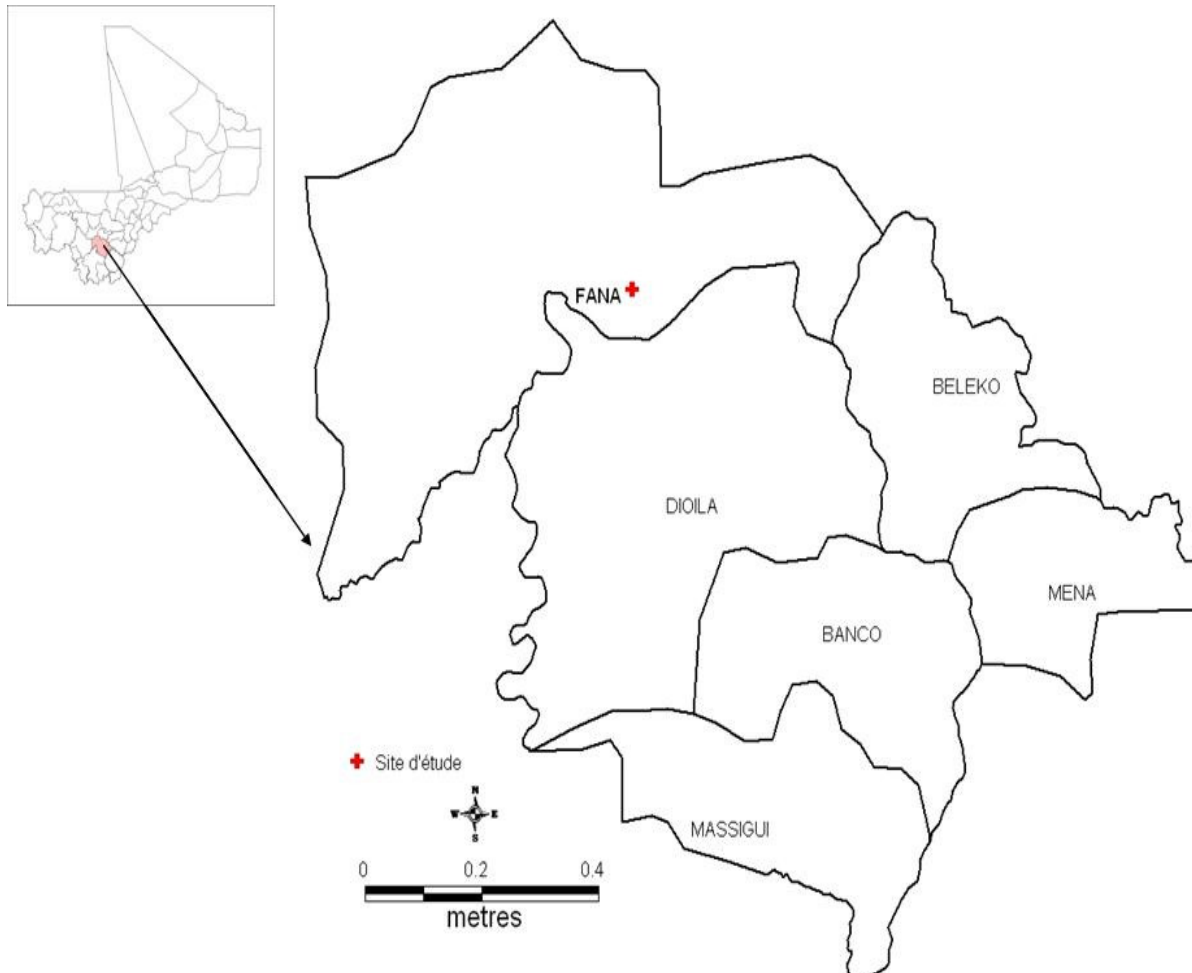 FANA
BELEKO
DIOILA
MENA
BANCO
Site d'étude
N
W E
S
MASSIGUI
0 0.2 0.4
metres